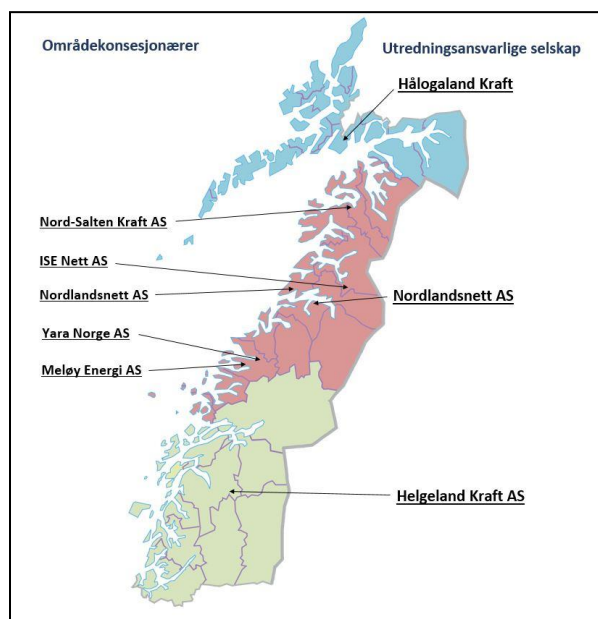 Områdekonsesjonærer
Utredningsansvarlige selskap
Hålogaland Kraft
Nord-Salten Kraft AS
ISE Nett AS
Nordlandsnett AS
Nordlandsnett AS
Yara Norge AS
Meløy Energi AS
Helgeland Kraft AS